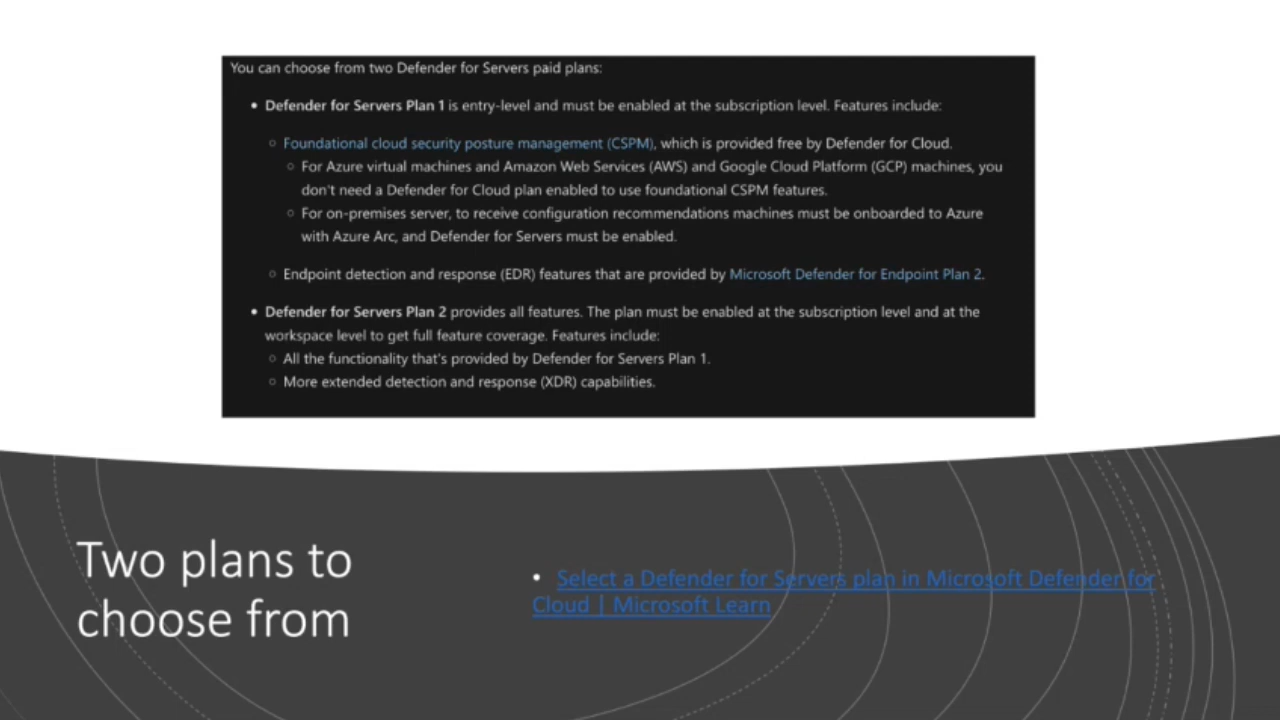 You can choose from two Defender for Servers paid plans:
• Defender for Servers Plan 1 is entry-level and must be enabled at the subscription level. Features include:
○ Foundational cloud security posture management (CSPM), which is provided free by Defender for Cloud.
○ For Azure virtual machines and Amazon Web Services (AWS) and Google Cloud Platform (GCP) machines, you
don't need a Defender for Cloud plan enabled to use foundational CSPM features.
○ For on-premises server, to receive configuration recommendations machines must be onboarded to Azure
with Azure Arc, and Defender for Servers must be enabled.
○ Endpoint detection and response (EDR) features that are provided by Microsoft Defender for Endpoint Plan 2.
• Defender for Servers Plan 2 provides all features. The plan must be enabled at the subscription level and at the
workspace level to get full feature coverage. Features include:
○ All the functionality that's provided by Defender for Servers Plan 1.
○ More extended detection and response (XDR) capabilities.
Two plans to
choose from
• Select a Defender for Servers plan in Microsoft Defender for
Cloud | Microsoft Learn